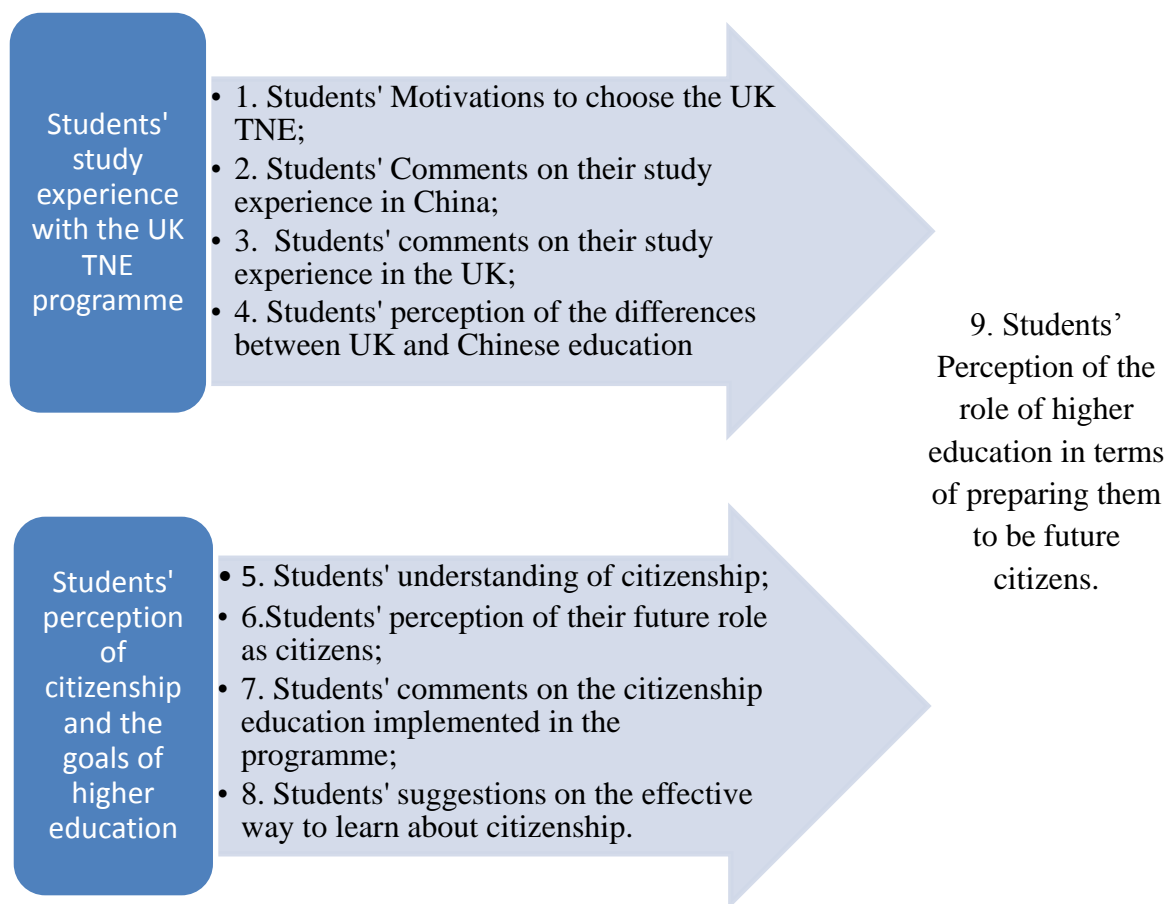 Students'
study
experience
with the UK
TNE
programme
• 1. Students' Motivations to choose the UK
TNE;
• 2. Students' Comments on their study
experience in China;
• 3. Students' comments on their study
experience in the UK;
• 4. Students' perception of the differences
between UK and Chinese education
Students'
perception
of
citizenship
and the
goals of
higher
education
• 5. Students' understanding of citizenship;
• 6.Students' perception of their future role
as citizens;
• 7. Students' comments on the citizenship
education implemented in the
programme;
• 8. Students' suggestions on the effective
way to learn about citizenship.
9. Students’
Perception of the
role of higher
education in terms
of preparing them
to be future
citizens.